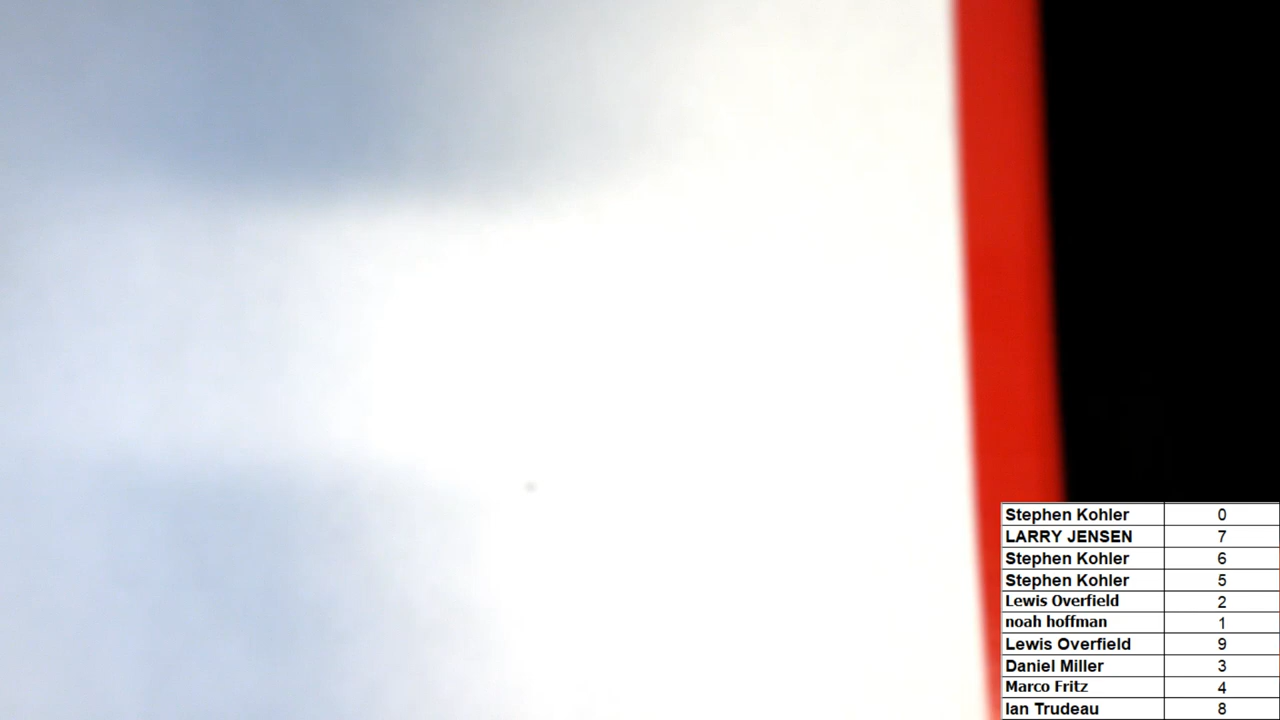 Stephen Kohler 0
LARRY JENSEN 7
Stephen Kohler 6
Stephen Kohler 5
Lewis Overfield 2
noah hoffman 1
Lewis Overfield 9
Daniel Miller 3
Marco Fritz 4
Ian Trudeau 8